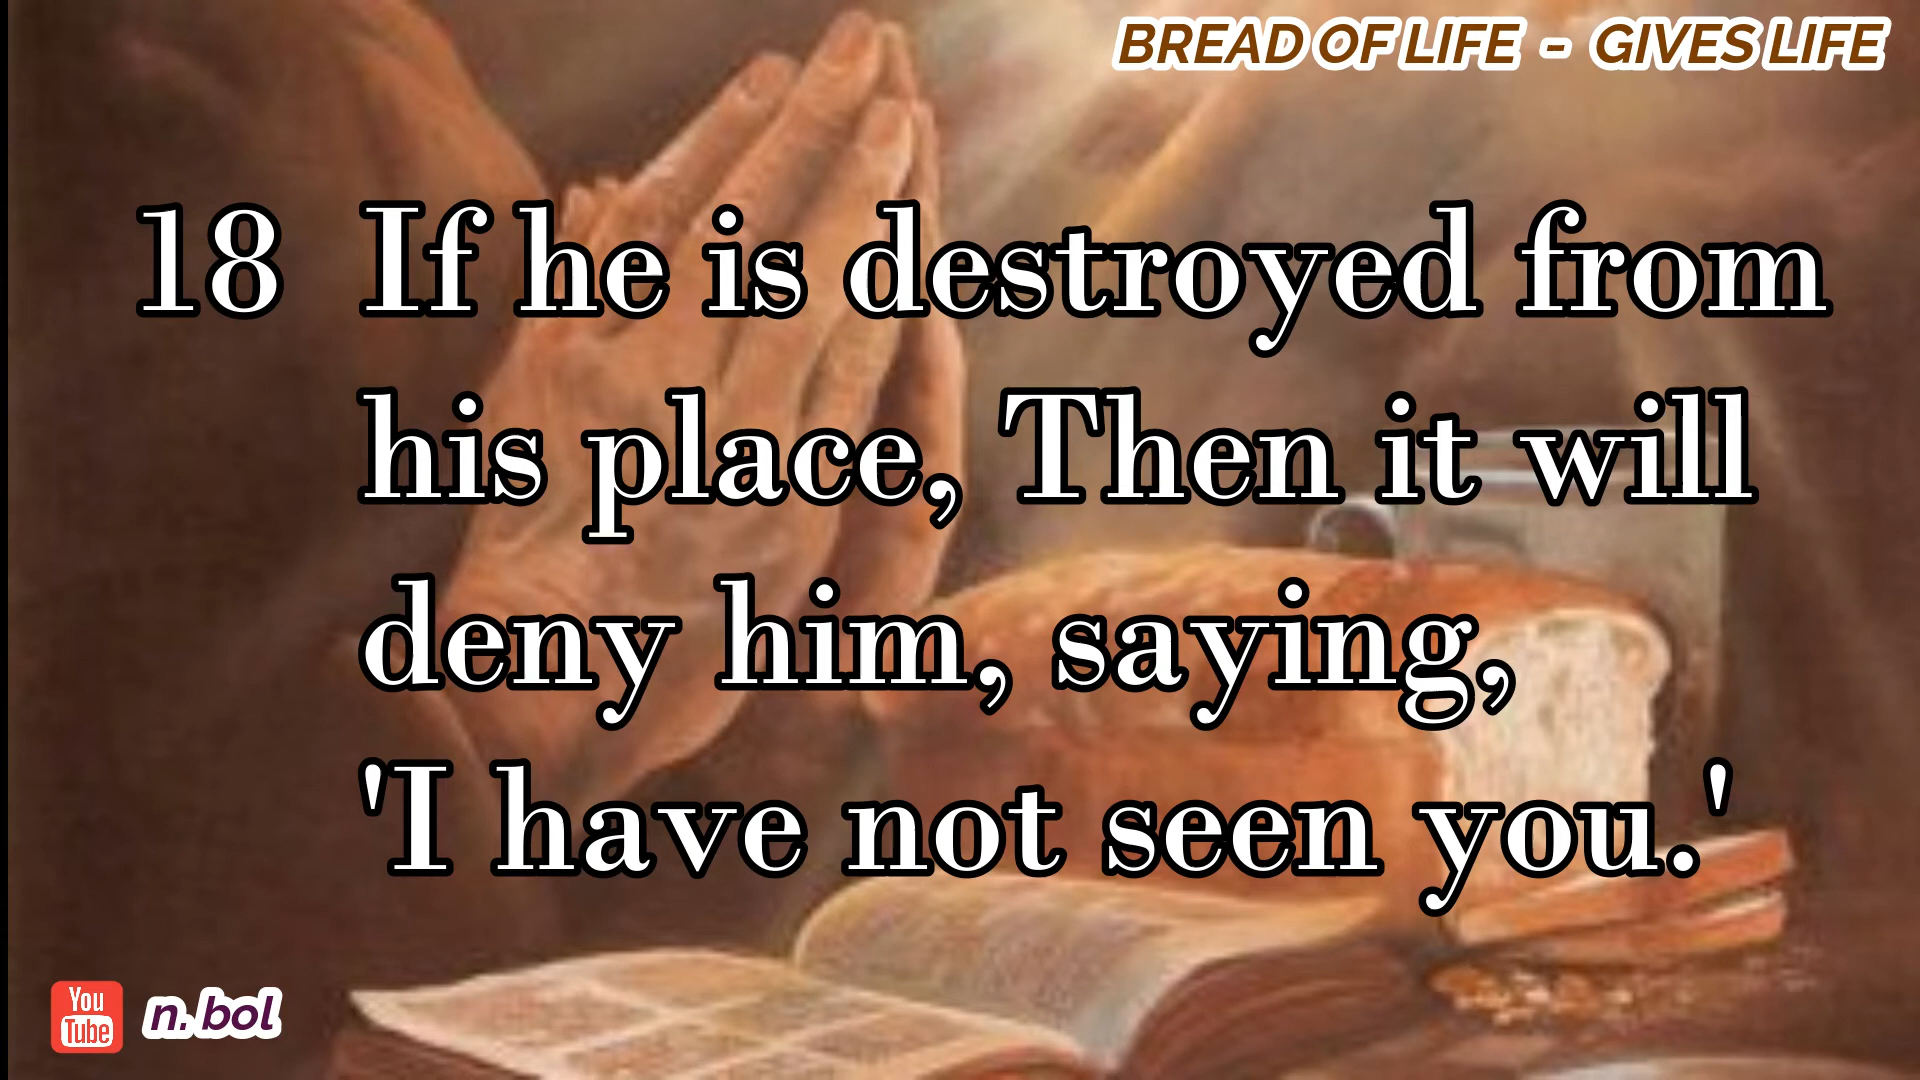 BREAD OF LIFE - GIVES LIFE
18 If he is destroyed from
his place, Then it will
deny him, saying,
'I have not seen you.'
You
Tube
n. bol